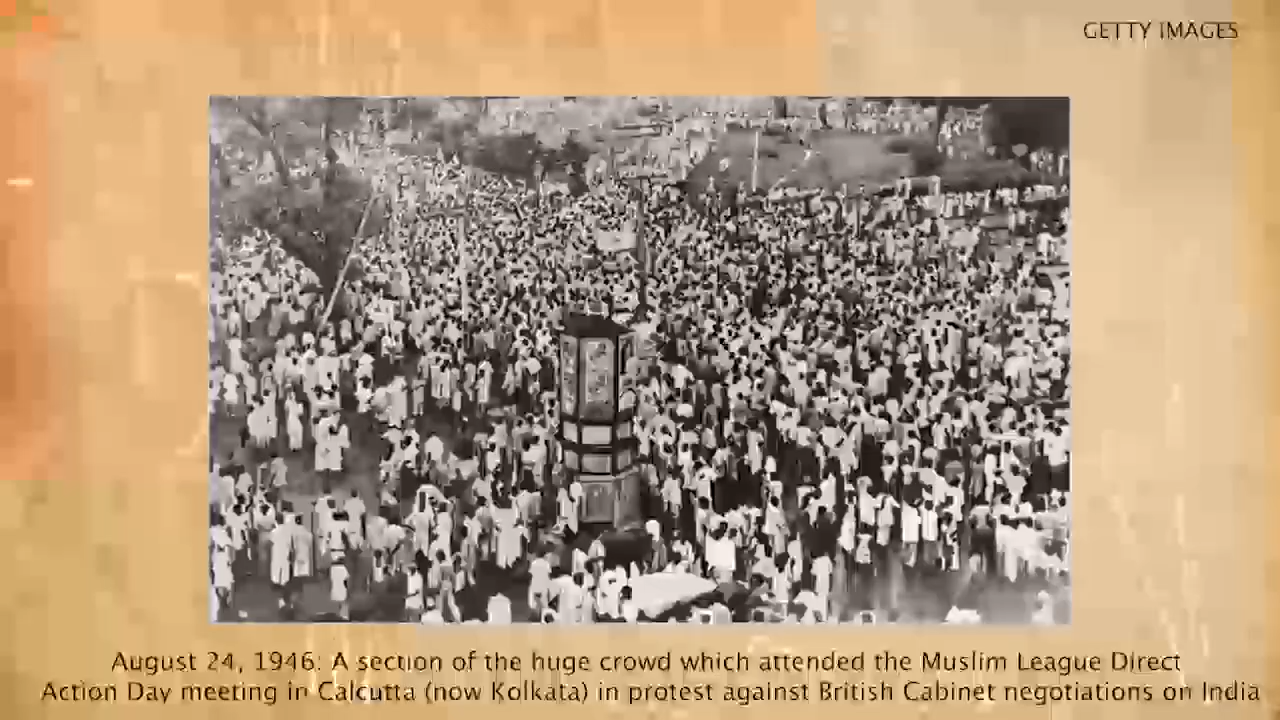 GETTY IMAGES
August 24, 1946: A section of the huge crowd which attended the Muslim League Direct
Action Day meeting in Calcutta (now Kolkata) in protest against British Cabinet negotiations on India